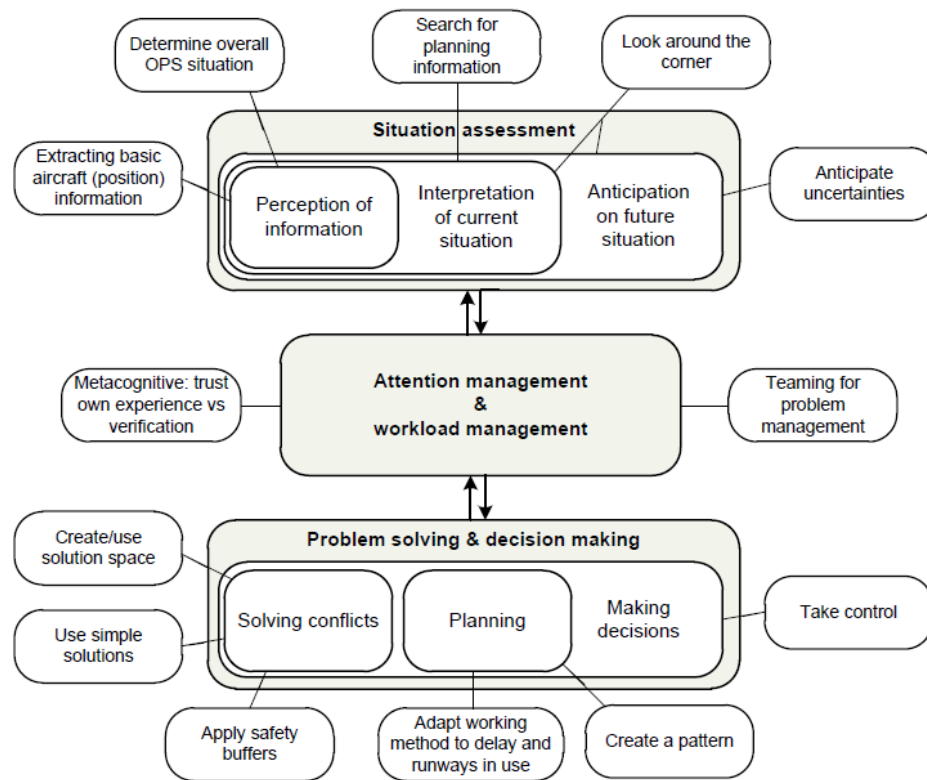 Determine overall
OPS situation
Search for
planning
information
Look around the
corner
Situation assessment
Extracting basic
aircraft (position)
information
Perception of
information
Interpretation
of current
situation
Anticipation
on future
situation
Anticipate
uncertainties
Metacognitive: trust
own experience vs
verification
Attention management
&
workload management
Teaming for
problem
management
Problem solving & decision making
Create/use
solution space
Solving conflicts
Planning
Making
decisions
Use simple
solutions
Take control
Apply safety
buffers
Adapt working
method to delay and
runways in use
Create a pattern